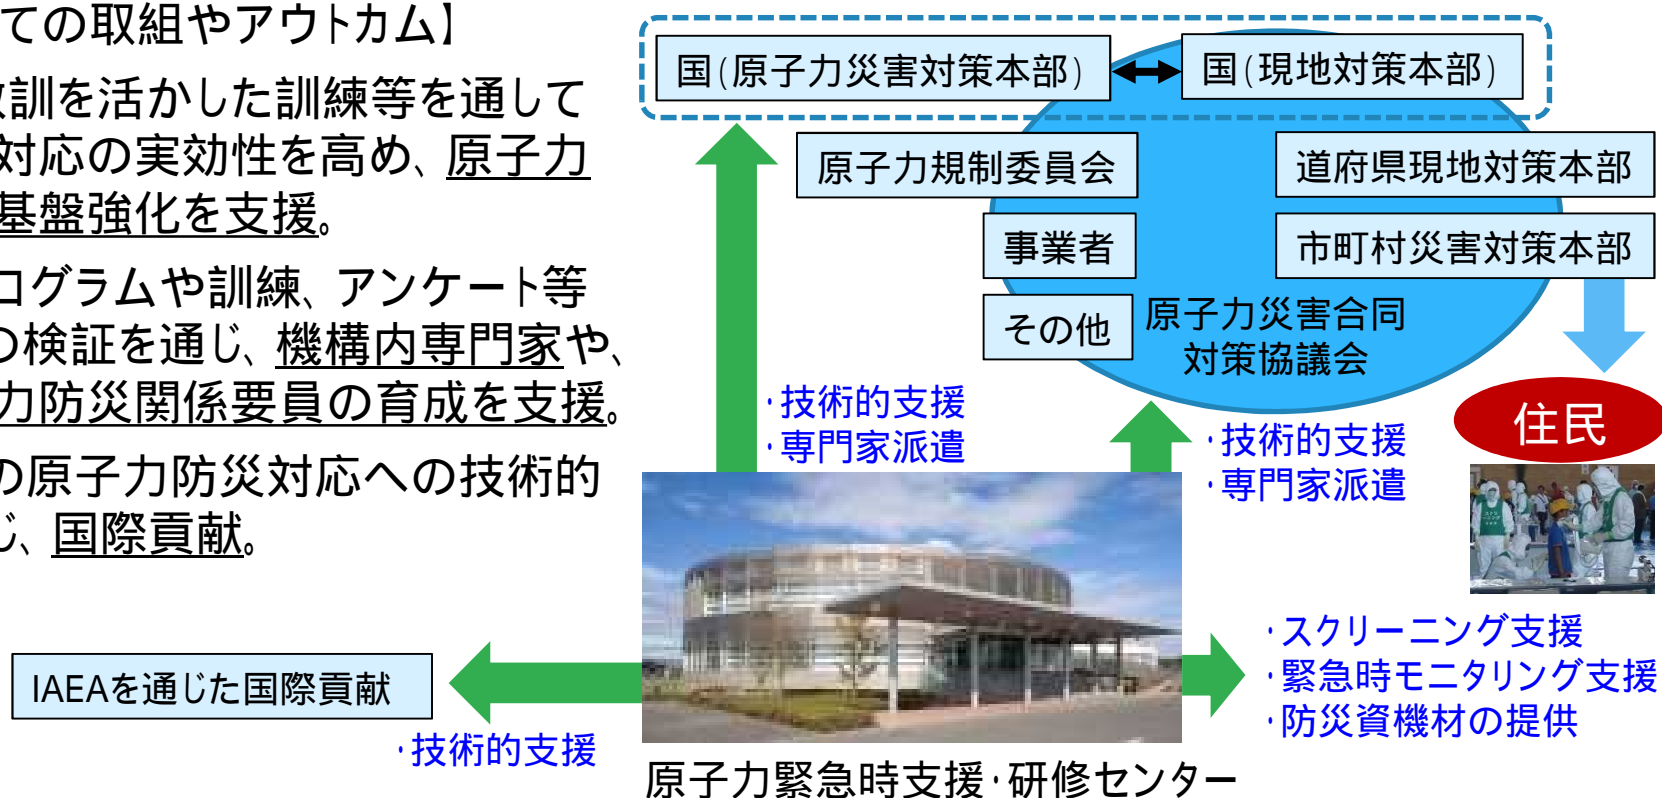 ての取組やアウトカム】
教訓を活かした訓練等を通して
対応の実効性を高め、原子力
基盤強化を支援。
ログラムや訓練、アンケート等
の検証を通じ、機構内専門家や、
力防災関係要員の育成を支援。
の原子力防災対応への技術的
じ、国際貢献。
国(原子力災害対策本部)
国(現地対策本部)
原子力規制委員会
道府県現地対策本部
事業者
市町村災害対策本部
その他
原子力災害合同
対策協議会
・技術的支援
・専門家派遣
・技術的支援
・専門家派遣
住民
IAEAを通じた国際貢献
・技術的支援
・スクリーニング支援
・緊急時モニタリング支援
・防災資機材の提供
原子力緊急時支援・研修センター